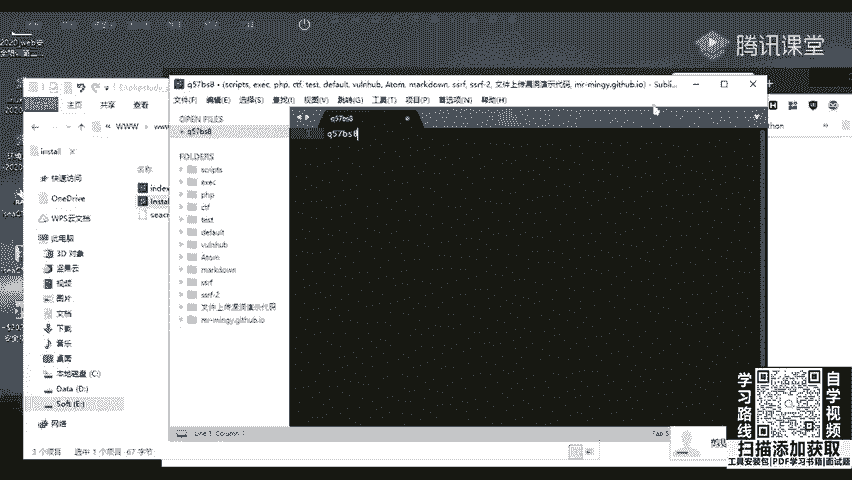 腾讯课堂
q57bs8 • (scripts, exec, php, ctf, test, default, vulnhub, Atom, markdown, ssrf, ssrf-2, 文件上传漏洞演示代码, mr-mingy.github.io) - Subli...
文件(F) 编辑(E) 选择(S) 查找(I) 视图(V) 跳转(G) 工具(T) 项目(P) 首选项(N) 帮助(H)
主页 共享 查看
OPEN FILES
q57bs8
q57bs8
q57bs8
WWW
install
FOLDERS
scripts
exec
php
ctf
test
default
vulnhub
Atom
markdown
ssrf
ssrf-2
文件上传漏洞演示代码
mr-mingy.github.io
名称
index
快速访问
OneDrive
WPS云文档
此电脑
3D 对象
坚果云
视频
图片
文档
下载
音乐
桌面
本地磁盘 (C:)
Data (D:)
Soft (E:)
网络
3 个项目 选中 1 个项目 67 字节
Line 1, Column 7
学习路线
自学视频
扫描添加获取
工具安装包|PDF学习书籍|面试题